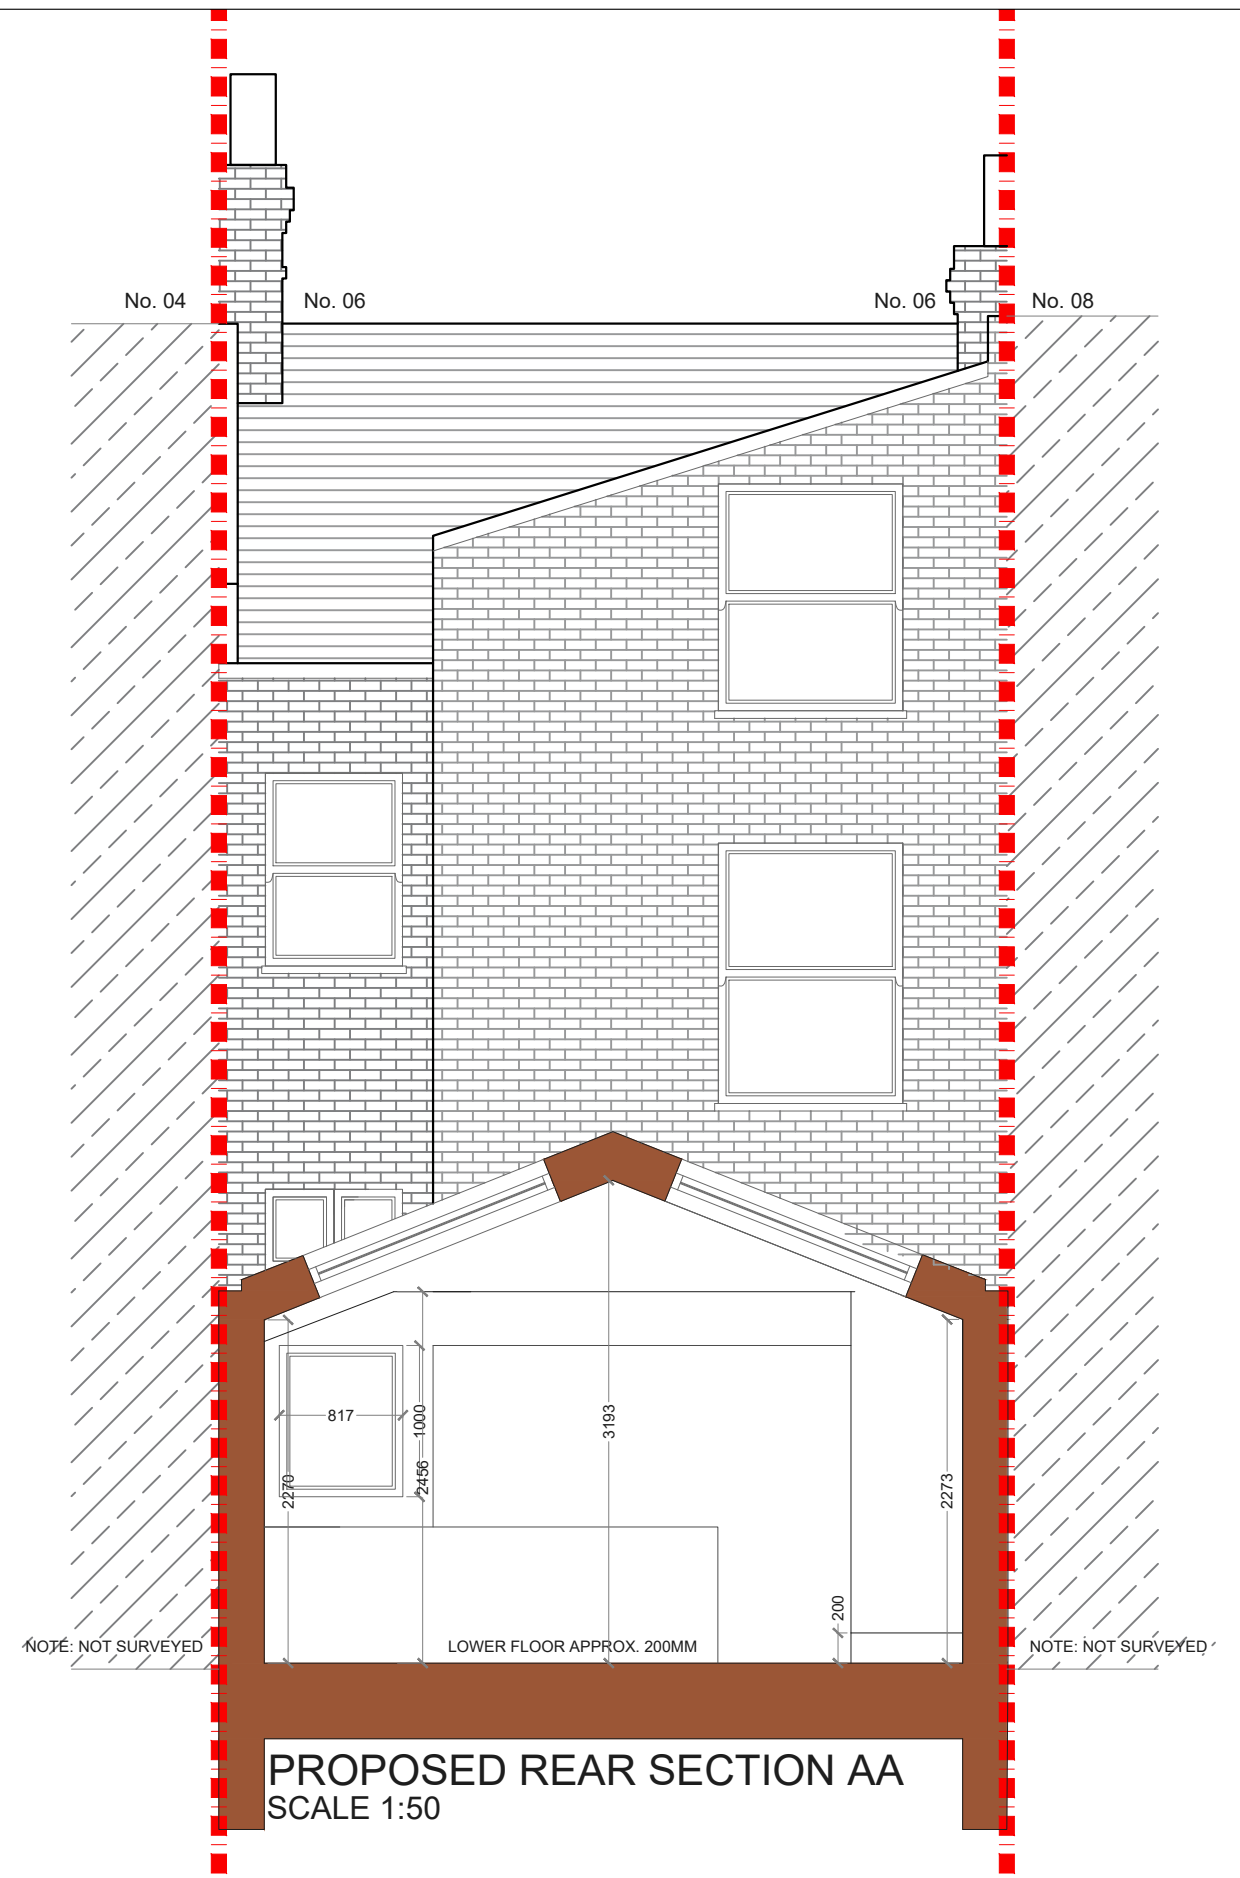 No. 04
No. 06
No. 06
No. 08
817
1000
2456
2270
3193
2273
200
NOTE: NOT SURVEYED
LOWER FLOOR APPROX. 200MM
NOTE: NOT SURVEYED
PROPOSED REAR SECTION AA
SCALE 1:50